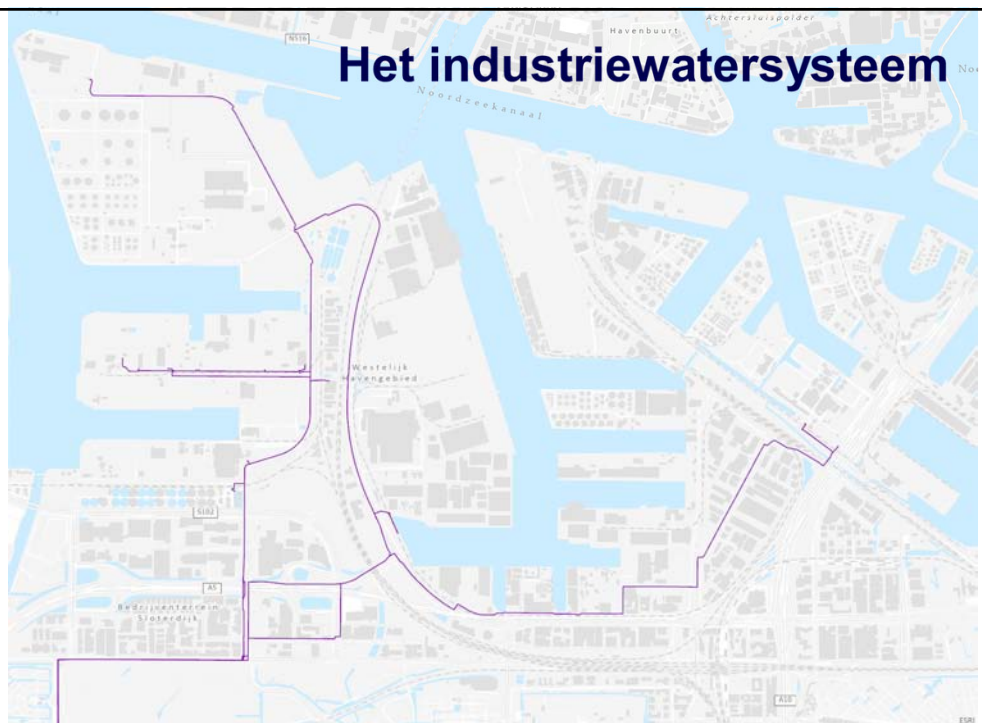 Achtersluispolder
N516
Havenbuurt
Het industriewatersysteem
Noordzeekanaal
Westelijk
Havengebied
S102
A5
Bedrijventerrein
Sloterdijk
A10
ESRI